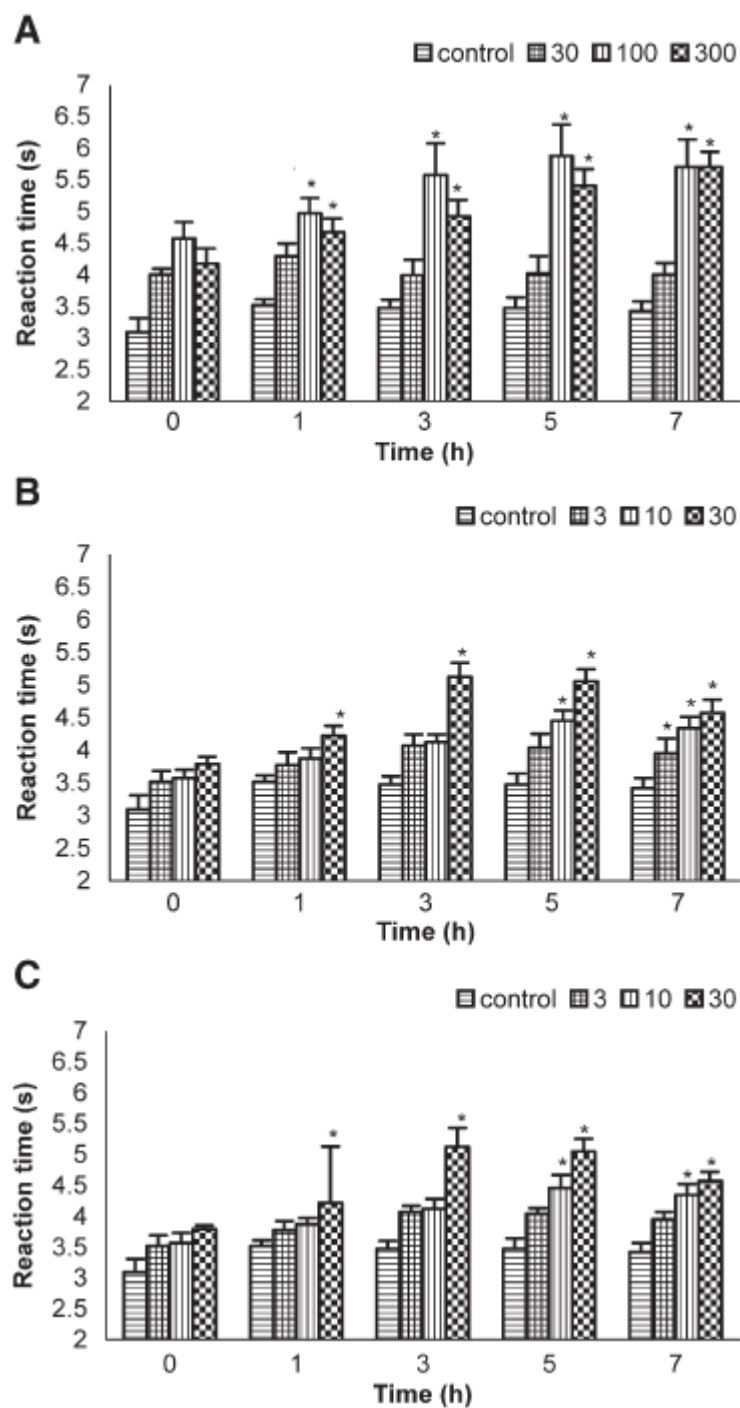 A
control 30 100 300
7
6.5
6
5.5
5
4.5
4
3.5
3
2.5
2
Reaction time (s)
* * * * * * * *
0 1 3 5 7
Time (h)
B
control 3 10 30
7
6.5
6
5.5
5
4.5
4
3.5
3
2.5
2
Reaction time (s)
* * * * * * *
0 1 3 5 7
Time (h)
C
control 3 10 30
7
6.5
6
5.5
5
4.5
4
3.5
3
2.5
2
Reaction time (s)
* * * * * *
0 1 3 5 7
Time (h)